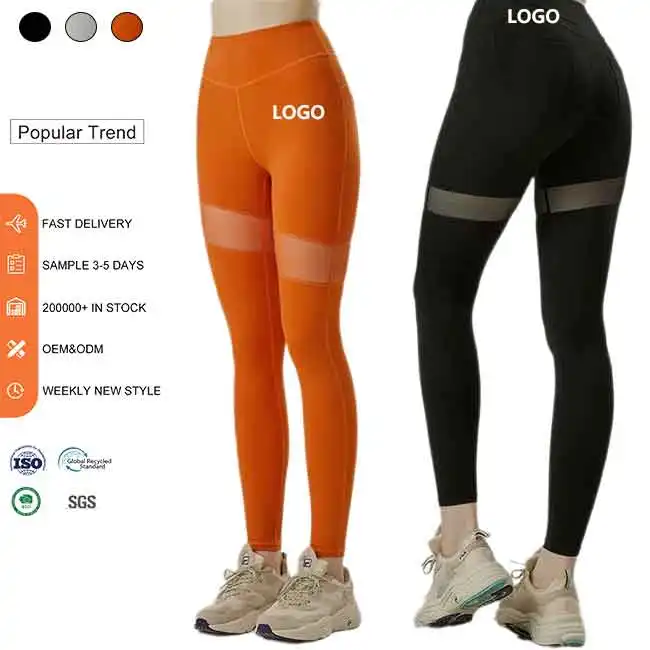 LOGO
LOGO
Popular Trend
FAST DELIVERY
SAMPLE 3-5 DAYS
200000+ IN STOCK
OEM&ODM
WEEKLY NEW STYLE
ISO
Global Recycled
Standard
SGS